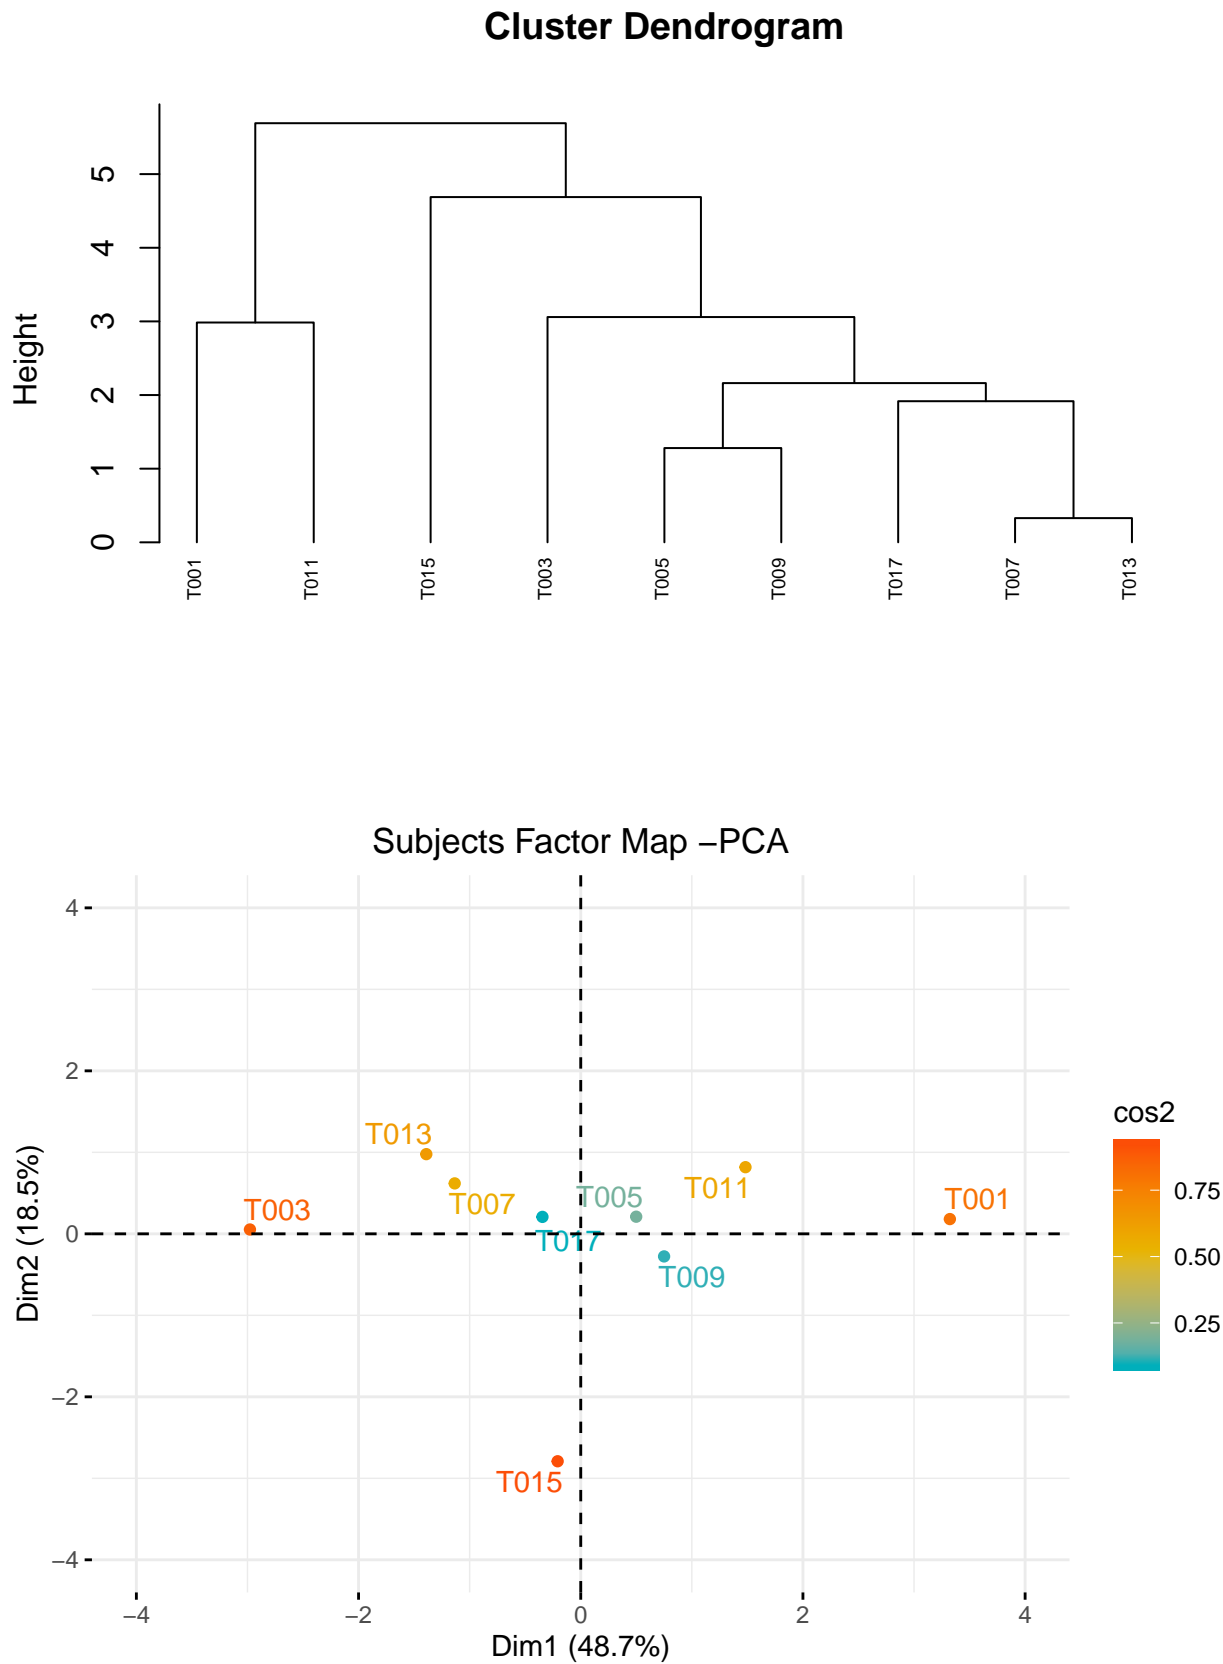 Cluster Dendrogram
Height
5
4
3
2
1
0
T001 T011 T015 T003 T005 T009 T017 T007 T013
Subjects Factor Map −PCA
Dim2 (18.5%)
4
2
0
−2
−4
T013
T007
T003
T017
T005
T011
T001
T009
T015
−4 −2 0 2 4
Dim1 (48.7%)
cos2
0.75
0.50
0.25